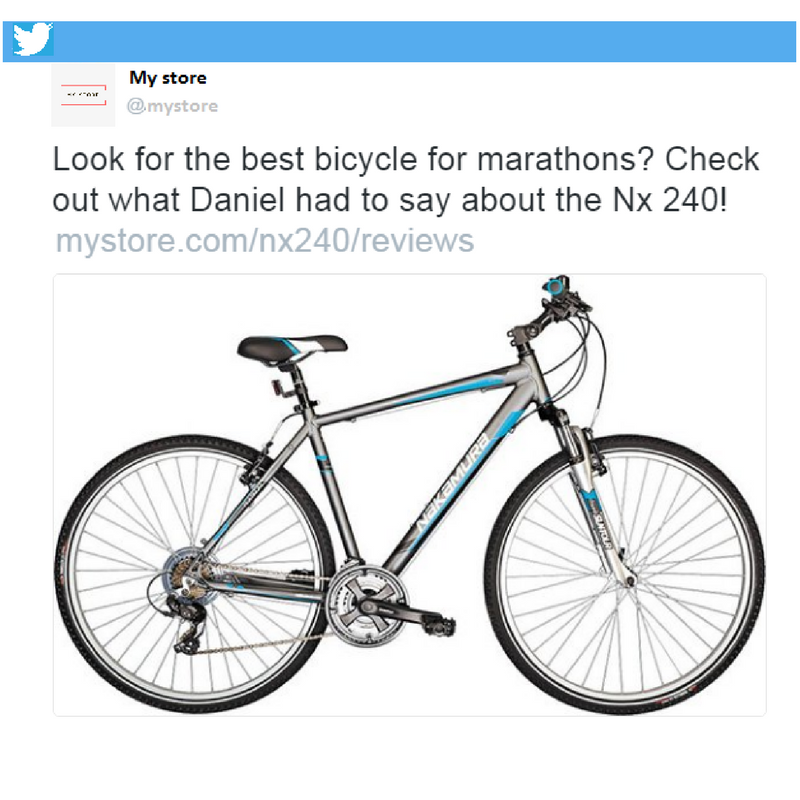 My store
@mystore
Look for the best bicycle for marathons? Check
out what Daniel had to say about the Nx 240!
mystore.com/nx240/reviews
NAKAMURA
SUNTOUR